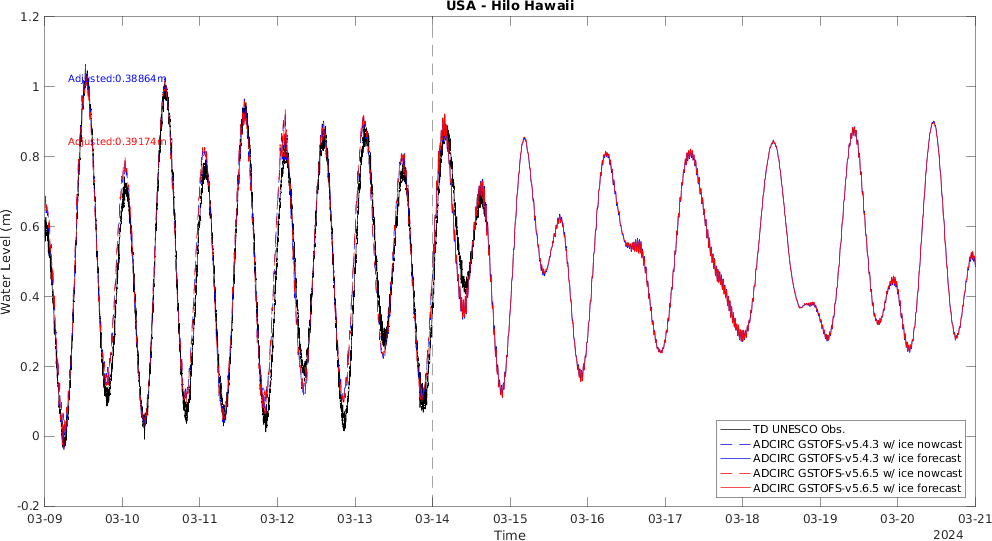 USA - Hilo Hawaii
1.2
1
0.8
0.6
0.4
0.2
0
-0.2
Water Level (m)
Adjusted:0.38864m
Adjusted:0.39174m
TD UNESCO Obs.
ADCIRC GSTOFS-v5.4.3 w/ ice nowcast
ADCIRC GSTOFS-v5.4.3 w/ ice forecast
ADCIRC GSTOFS-v5.6.5 w/ ice nowcast
ADCIRC GSTOFS-v5.6.5 w/ ice forecast
03-09 03-10 03-11 03-12 03-13 03-14 03-15 03-16 03-17 03-18 03-19 03-20 03-21
Time
2024